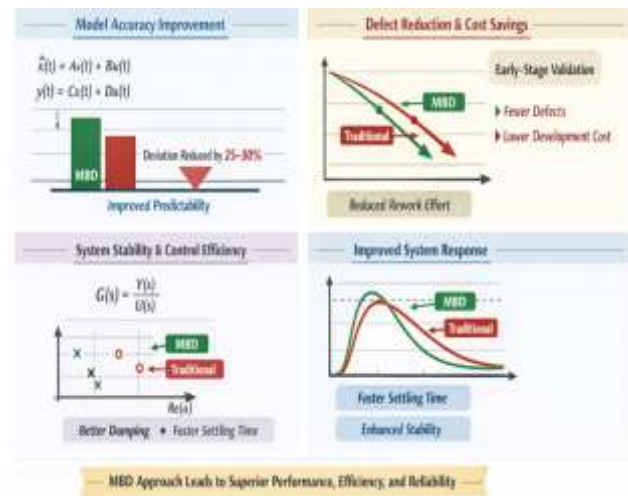 Model Accuracy Improvement
ẋ(t) = Ax(t) + Bu(t)
y(t) = Cx(t) + Du(t)
MBD
Deviation Reduced by 25–30%
Improved Predictability
Defect Reduction & Cost Savings
MBD
Traditional
Early-Stage Validation
Fewer Defects
Lower Development Cost
Reduced Rework Effort
System Stability & Control Efficiency
G(s) = Y(s) / U(s)
MBD
Traditional
Better Damping • Faster Settling Time
Improved System Response
MBD
Traditional
Faster Settling Time
Enhanced Stability
MBD Approach Leads to Superior Performance, Efficiency, and Reliability